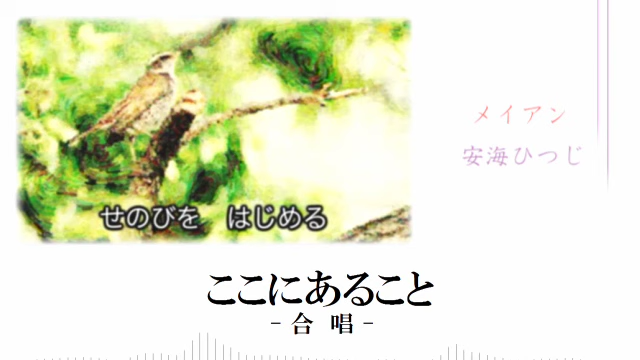 メイアン
安海ひつじ
せのびを　はじめる
ここにあること
- 合 唱 -